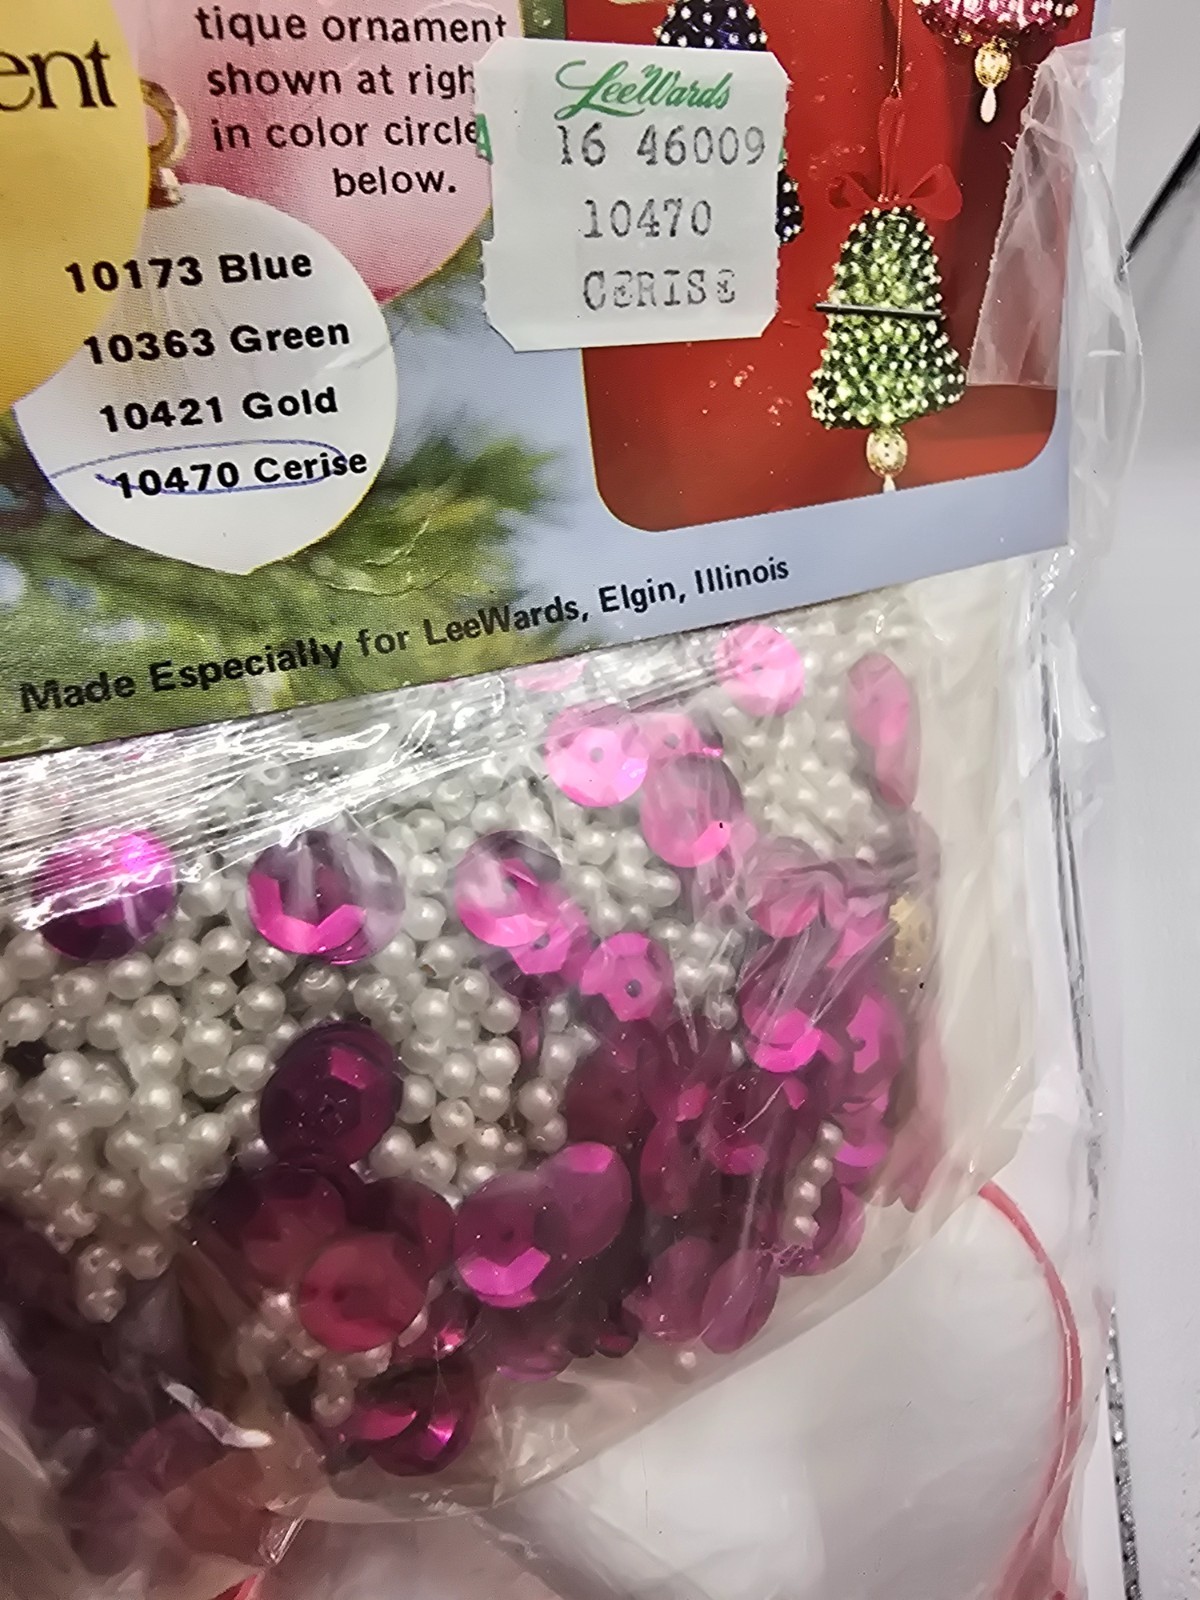 ent
tique ornament
shown at righ
in color circle
below.
LeeWards
16 46009
10470
CERISE
10173 Blue
10363 Green
10421 Gold
10470 Cerise
Made Especially for LeeWards, Elgin, Illinois